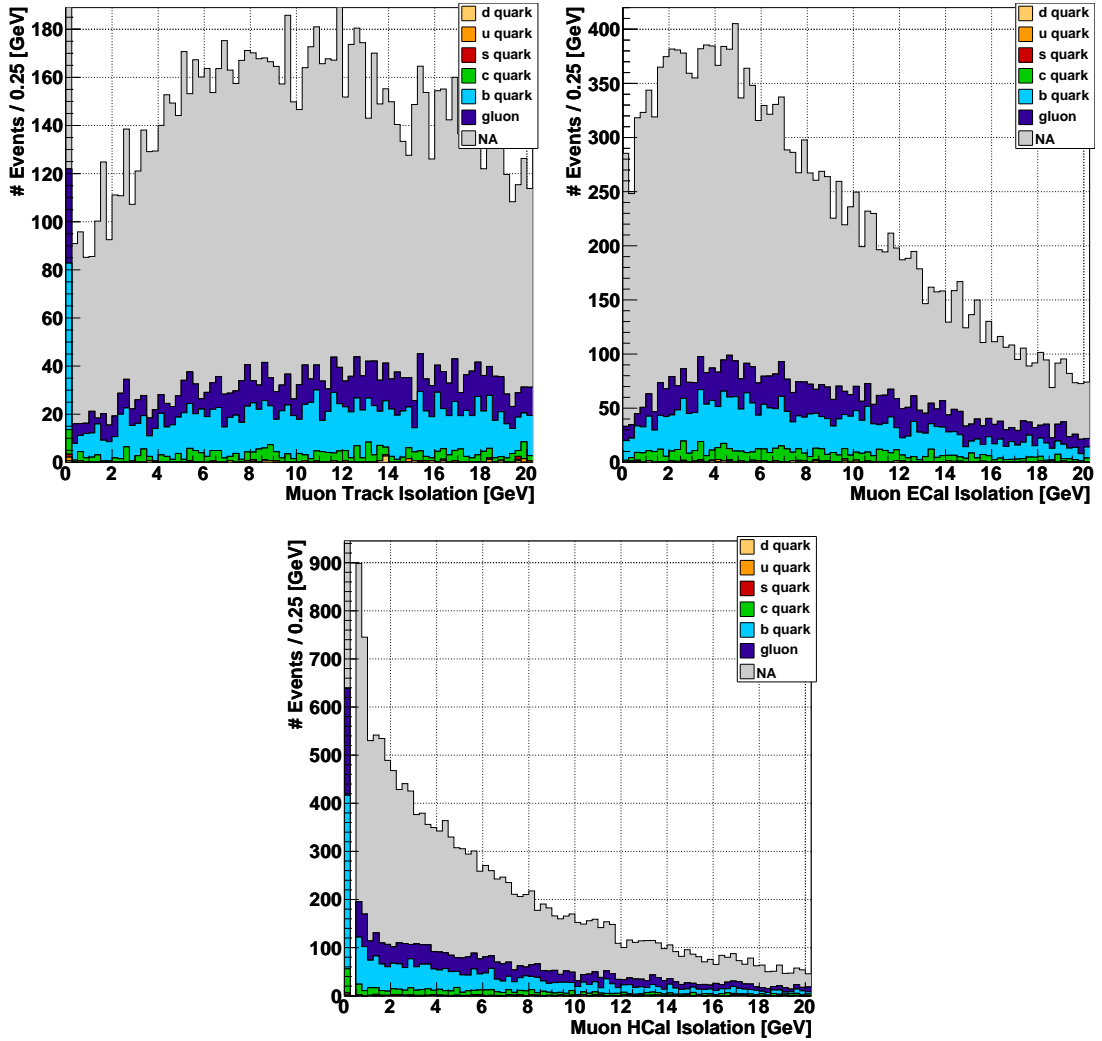 # Events / 0.25 [GeV]
180
160
140
120
100
80
60
40
20
0
0 2 4 6 8 10 12 14 16 18 20
Muon Track Isolation [GeV]
d quark
u quark
s quark
c quark
b quark
gluon
NA
# Events / 0.25 [GeV]
400
350
300
250
200
150
100
50
0
0 2 4 6 8 10 12 14 16 18 20
Muon ECal Isolation [GeV]
d quark
u quark
s quark
c quark
b quark
gluon
NA
# Events / 0.25 [GeV]
900
800
700
600
500
400
300
200
100
0
0 2 4 6 8 10 12 14 16 18 20
Muon HCal Isolation [GeV]
d quark
u quark
s quark
c quark
b quark
gluon
NA